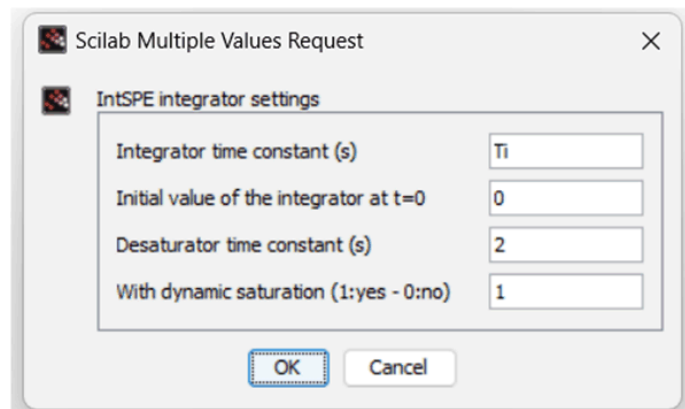 Scilab Multiple Values Request
IntSPE integrator settings
Integrator time constant (s) Ti
Initial value of the integrator at t=0 0
Desaturator time constant (s) 2
With dynamic saturation (1:yes - 0:no) 1
OK Cancel